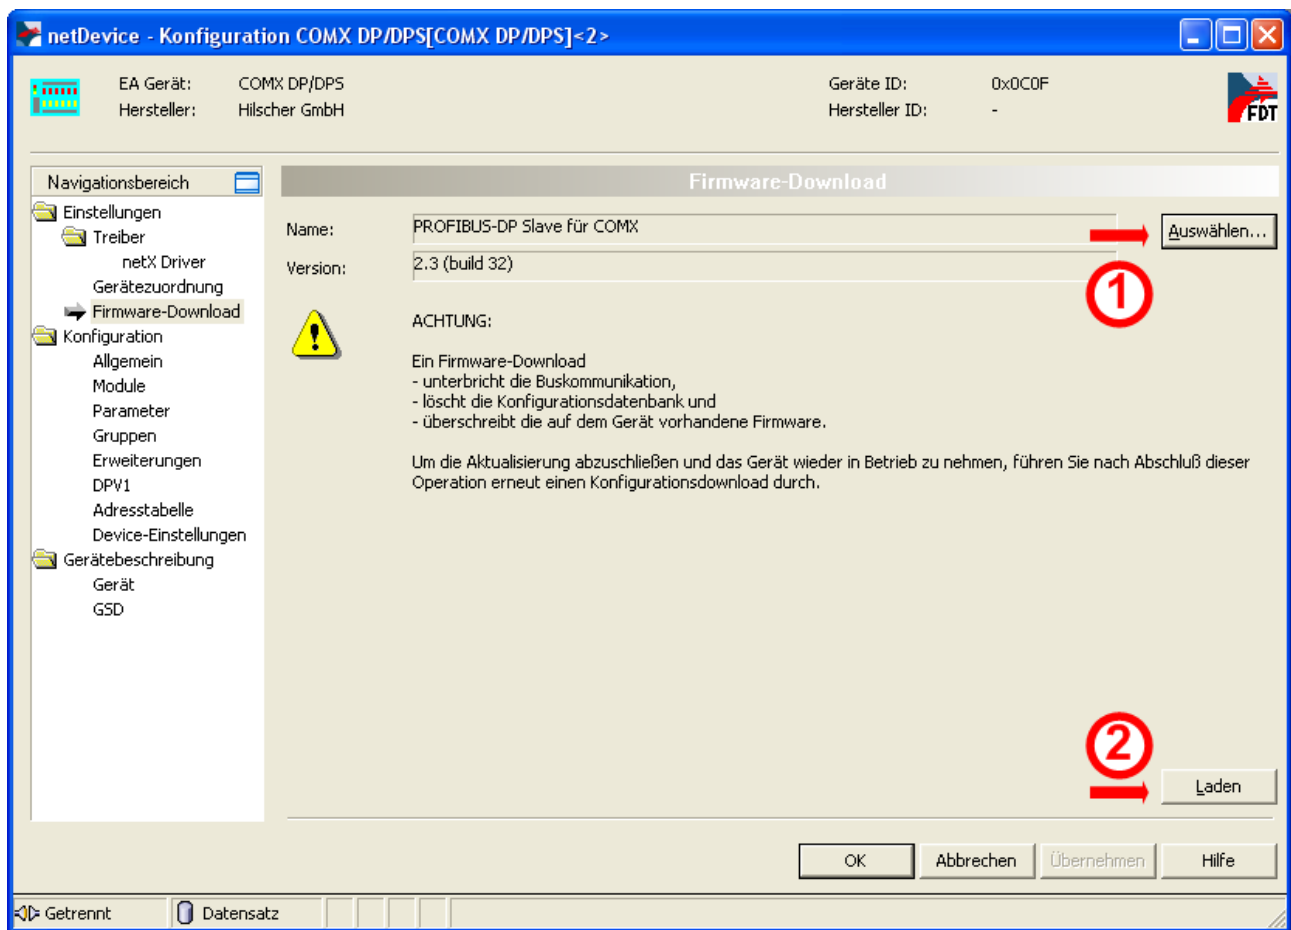 netDevice - Konfiguration COMX DP/DPS[COMX DP/DPS]<2>
EA Gerät: COMX DP/DPS Geräte ID: 0x0C0F
Hersteller: Hilscher GmbH Hersteller ID: -
FDT
Navigationsbereich
Einstellungen
Treiber
netX Driver
Gerätezuordnung
Firmware-Download
Konfiguration
Allgemein
Module
Parameter
Gruppen
Erweiterungen
DPV1
Adresstabelle
Device-Einstellungen
Gerätebeschreibung
Gerät
GSD
Firmware-Download
Name: PROFIBUS-DP Slave für COMX Auswählen...
Version: 2.3 (build 32)
1
ACHTUNG:
Ein Firmware-Download
- unterbricht die Buskommunikation,
- löscht die Konfigurationsdatenbank und
- überschreibt die auf dem Gerät vorhandene Firmware.
Um die Aktualisierung abzuschließen und das Gerät wieder in Betrieb zu nehmen, führen Sie nach Abschluß dieser
Operation erneut einen Konfigurationsdownload durch.
2
Laden
OK Abbrechen Übernehmen Hilfe
Getrennt Datensatz